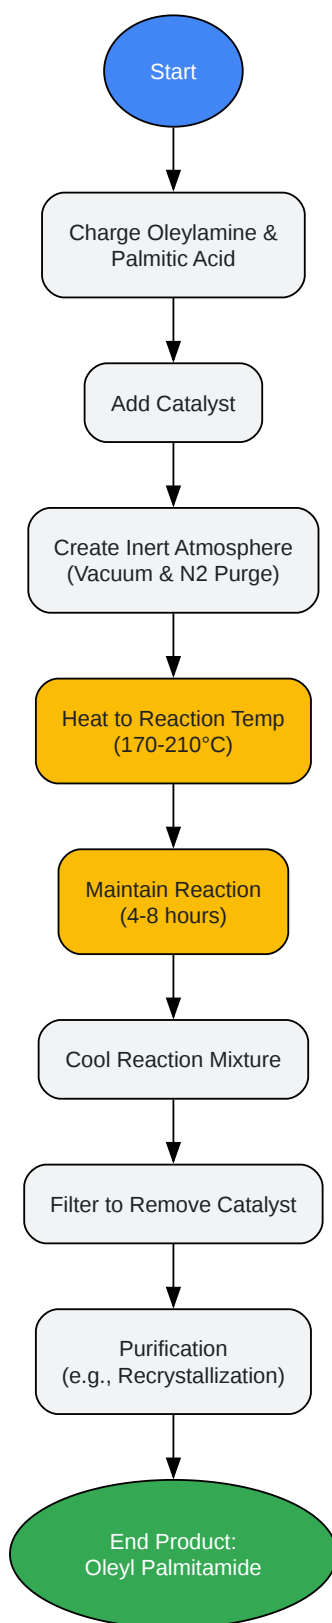 Start
Charge Oleylamine &
Palmitic Acid
Add Catalyst
Create Inert Atmosphere
(Vacuum & N2 Purge)
Heat to Reaction Temp
(170-210°C)
Maintain Reaction
(4-8 hours)
Cool Reaction Mixture
Filter to Remove Catalyst
Purification
(e.g., Recrystallization)
End Product:
Oleyl Palmitamide